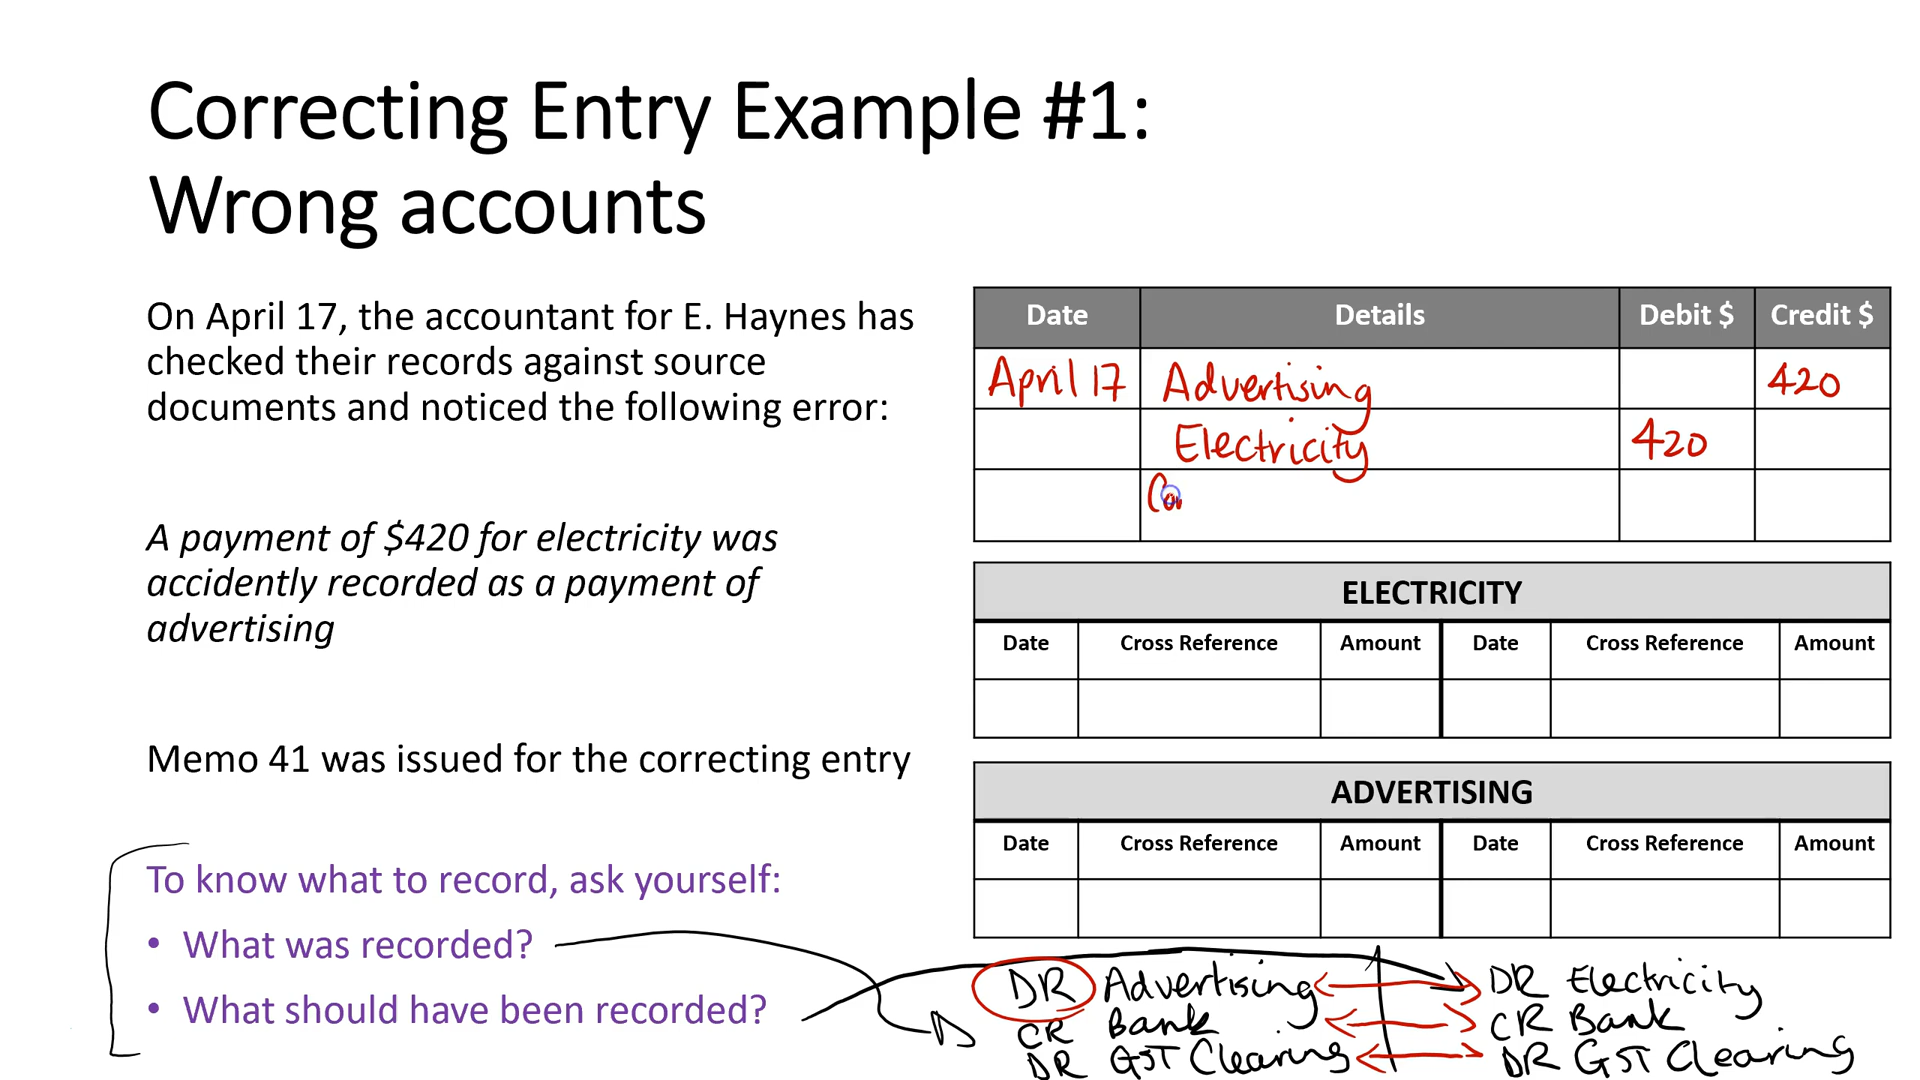 Correcting Entry Example #1:
Wrong accounts
On April 17, the accountant for E. Haynes has
checked their records against source
documents and noticed the following error:
A payment of $420 for electricity was
accidently recorded as a payment of
advertising
Memo 41 was issued for the correcting entry
To know what to record, ask yourself:
• What was recorded?
• What should have been recorded?
Date Details Debit $ Credit $
April 17 Advertising 420
Electricity 420
ELECTRICITY
Date Cross Reference Amount Date Cross Reference Amount
ADVERTISING
Date Cross Reference Amount Date Cross Reference Amount
DR Advertising DR Electricity
CR Bank CR Bank
DR GST Clearing DR GST Clearing